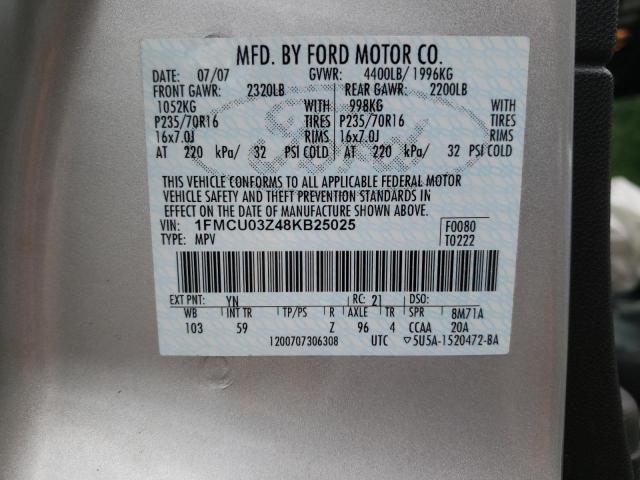 MFD. BY FORD MOTOR CO.
DATE: 07/07 GVWR: 4400LB/ 1996KG
FRONT GAWR: 2320LB REAR GAWR: 2200LB
1052KG WITH 998KG WITH
P235/70R16 TIRES P235/70R16 TIRES
16x7.0J RIMS 16x7.0J RIMS
AT 220 kPa/ 32 PSI COLD AT 220 kPa/ 32 PSI COLD
THIS VEHICLE CONFORMS TO ALL APPLICABLE FEDERAL MOTOR
VEHICLE SAFETY AND THEFT PREVENTION STANDARDS IN
EFFECT ON THE DATE OF MANUFACTURE SHOWN ABOVE.
VIN: 1FMCU03Z48KB25025 F0080
TYPE: MPV T0222
EXT PNT: YN RC: 21 DSO:
WB INT TR TP/PS R AXLE TR SPR 8M71A
103 59 Z 96 4 CCAA 20A
1200707306308 UTC ▽5U5A-1520472-BA
Ford